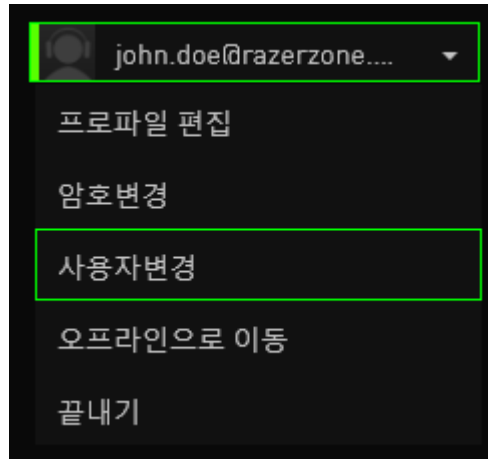 john.doe@razerzone....
프로파일 편집
암호변경
사용자변경
오프라인으로 이동
끝내기